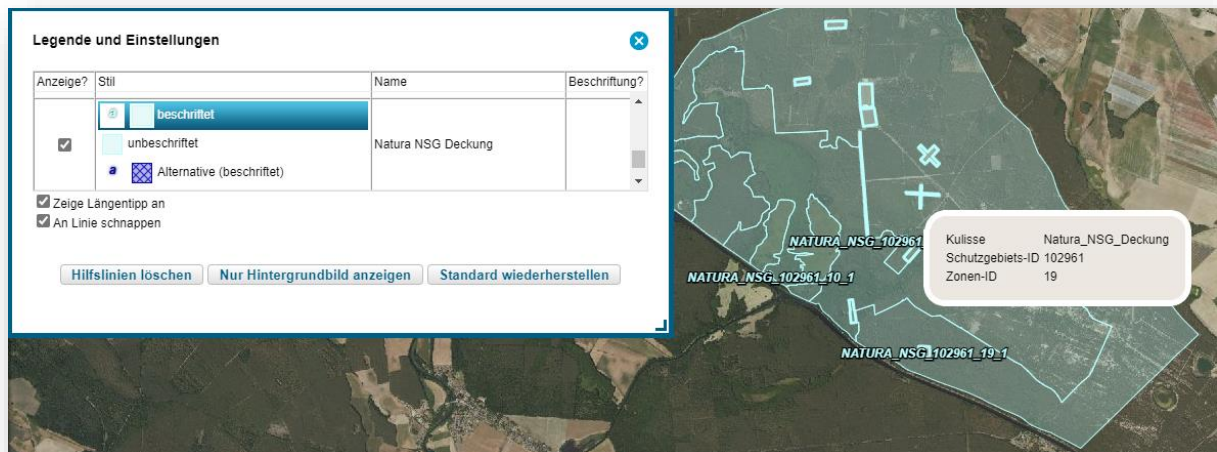 Legende und Einstellungen
Anzeige? Stil Name Beschriftung?
beschriftet
unbeschriftet Natura NSG Deckung
a Alternative (beschriftet)
Zeige Längentipp an
An Linie schnappen
Hilfslinien löschen Nur Hintergrundbild anzeigen Standard wiederherstellen
NATURA_NSG_102961
NATURA_NSG_102961_10_1
NATURA_NSG_102961_19_1
Kulisse Natura_NSG_Deckung
Schutzgebiets-ID 102961
Zonen-ID 19